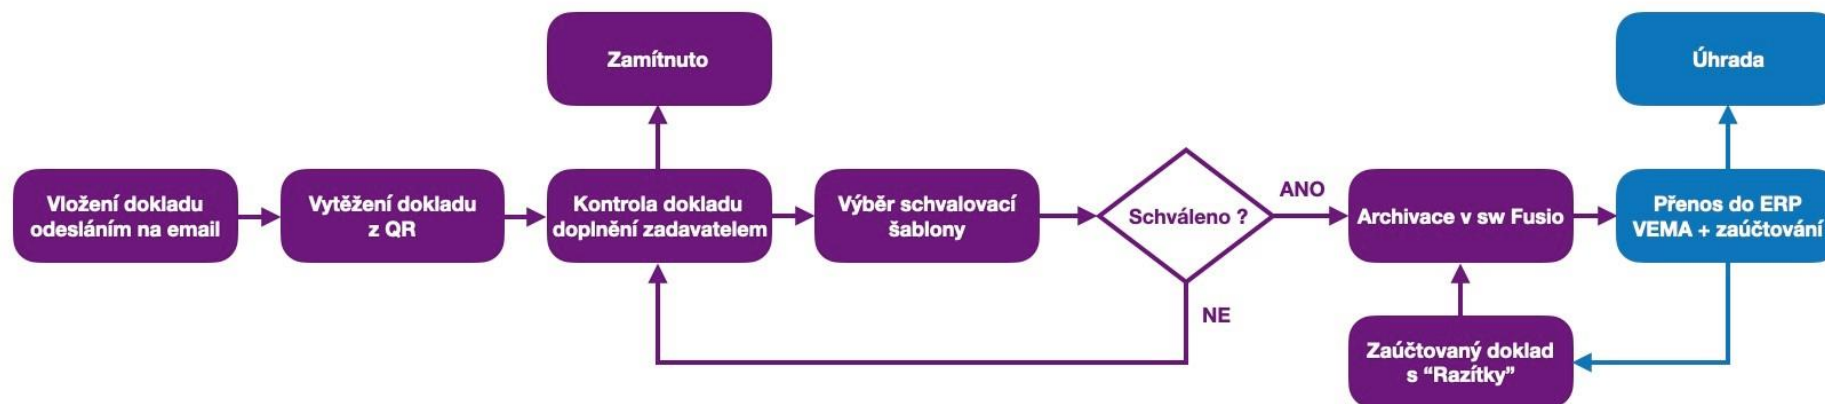 Zamítnuto
Úhrada
Vložení dokladu
odesláním na email
Vytěžení dokladu
z QR
Kontrola dokladu
doplnění zadavatelem
Výběr schvalovací
šablony
Schváleno ?
ANO
Archivace v sw Fusio
Přenos do ERP
VEMA + zaúčtování
NE
Zaúčtovaný doklad
s “Razítky”